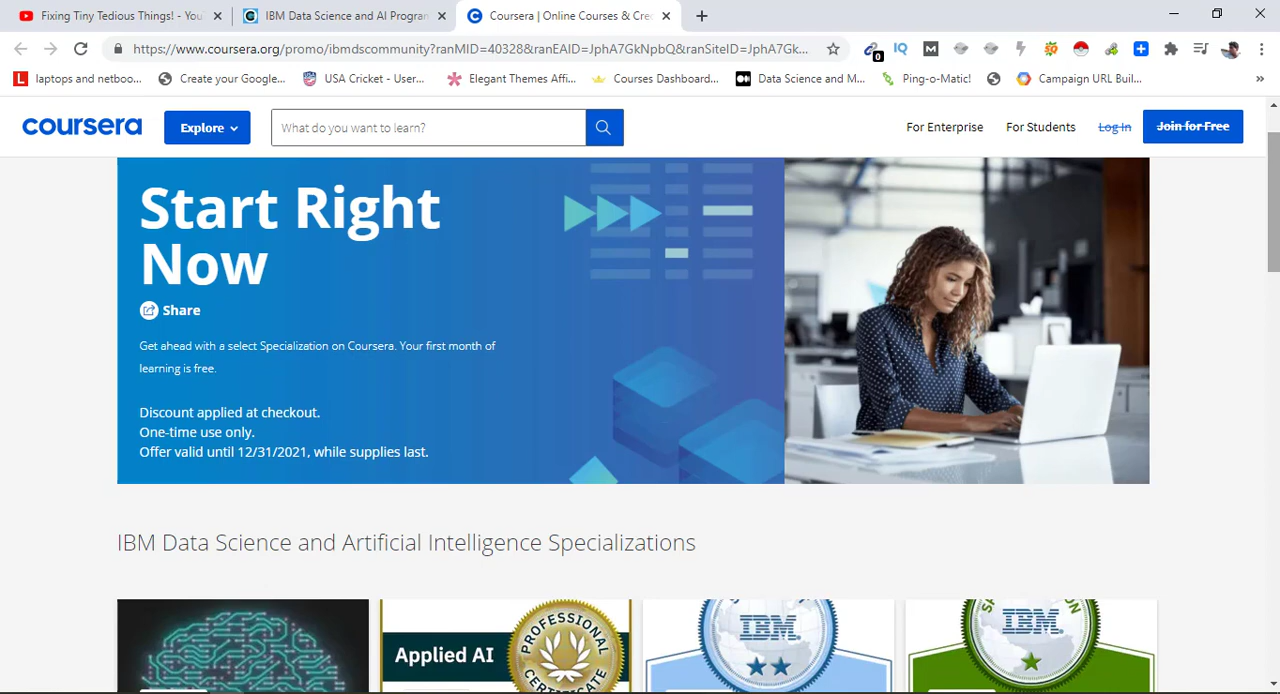 Fixing Tiny Tedious Things! - You
IBM Data Science and AI Program
Coursera | Online Courses & Cre
https://www.coursera.org/promo/ibmdscommunity?ranMID=40328&ranEAID=JphA7GkNpbQ&ranSiteID=JphA7GkNpbQ&ranSiteID=JphA7Gk...
0
IQ
M
L laptops and netboo...
Create your Google...
USA Cricket - User...
Elegant Themes Affi...
Courses Dashboard...
Data Science and M...
Ping-o-Matic!
Campaign URL Buil...
»
coursera
Explore
What do you want to learn?
For Enterprise
For Students
Log In
Join for Free
Start Right
Now
Share
Get ahead with a select Specialization on Coursera. Your first month of
learning is free.
Discount applied at checkout.
One-time use only.
Offer valid until 12/31/2021, while supplies last.
IBM Data Science and Artificial Intelligence Specializations
Applied AI
PROFESSIONAL
IBM
IBM